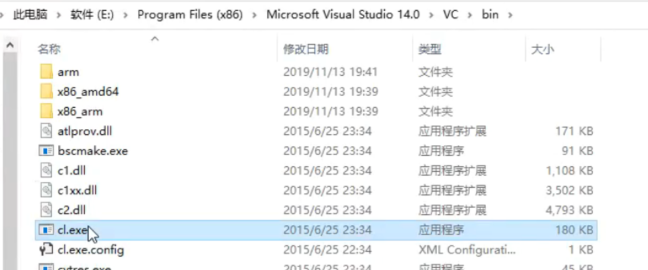 此电脑 > 软件 (E:) > Program Files (x86) > Microsoft Visual Studio 14.0 > VC > bin >
名称 修改日期 类型 大小
arm 2019/11/13 19:41 文件夹
x86_amd64 2019/11/13 19:39 文件夹
x86_arm 2019/11/13 19:39 文件夹
atlprov.dll 2015/6/25 23:34 应用程序扩展 171 KB
bscmake.exe 2015/6/25 23:34 应用程序 91 KB
c1.dll 2015/6/25 23:34 应用程序扩展 1,108 KB
c1xx.dll 2015/6/25 23:34 应用程序扩展 3,502 KB
c2.dll 2015/6/25 23:34 应用程序扩展 4,793 KB
cl.exe 2015/6/25 23:34 应用程序 180 KB
cl.exe.config 2015/6/25 22:34 XML Configurati... 1 KB
cvtres.exe 2015/6/25 23:34 应用程序 45 KB